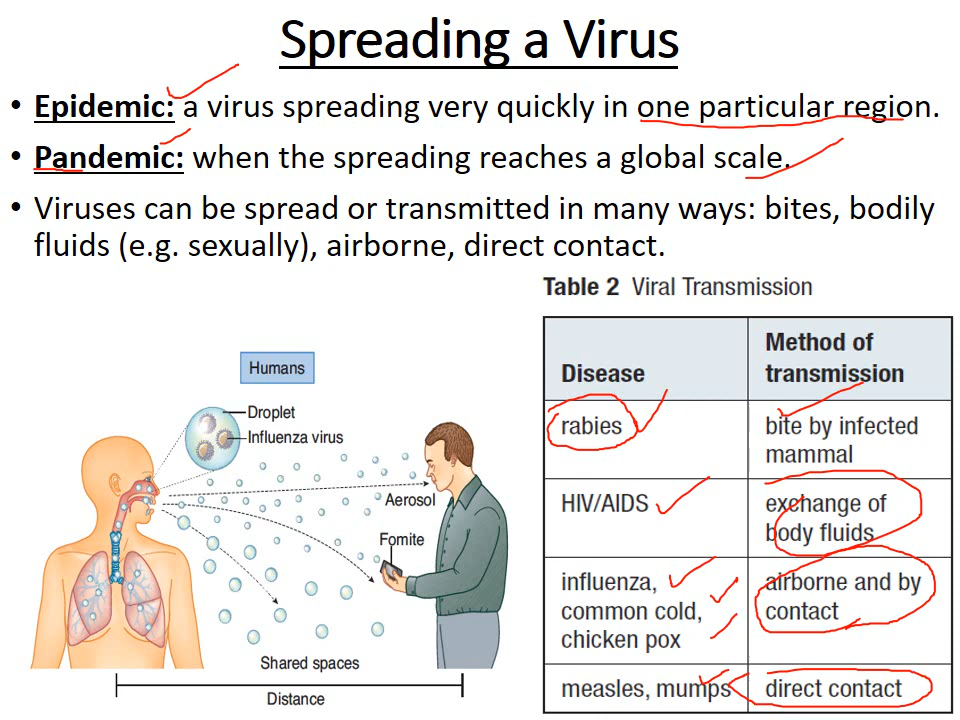 Spreading a Virus
• Epidemic: a virus spreading very quickly in one particular region.
• Pandemic: when the spreading reaches a global scale.
• Viruses can be spread or transmitted in many ways: bites, bodily
fluids (e.g. sexually), airborne, direct contact.
Table 2 Viral Transmission
Disease
Method of
transmission
rabies
bite by infected
mammal
HIV/AIDS
exchange of
body fluids
influenza,
common cold,
chicken pox
airborne and by
contact
measles, mumps
direct contact
Humans
Droplet
Influenza virus
Aerosol
Fomite
Shared spaces
Distance